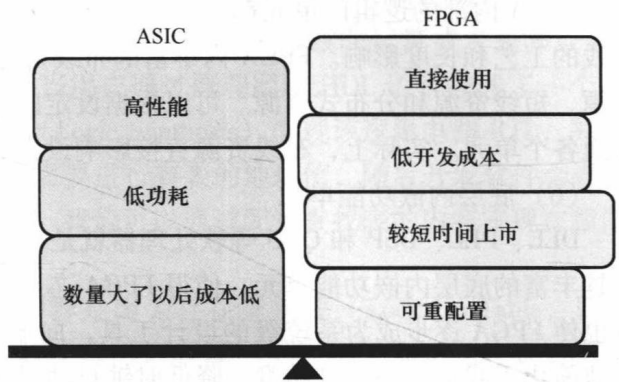 ASIC
高性能
低功耗
数量大了以后成本低
FPGA
直接使用
低开发成本
较短时间上市
可重配置